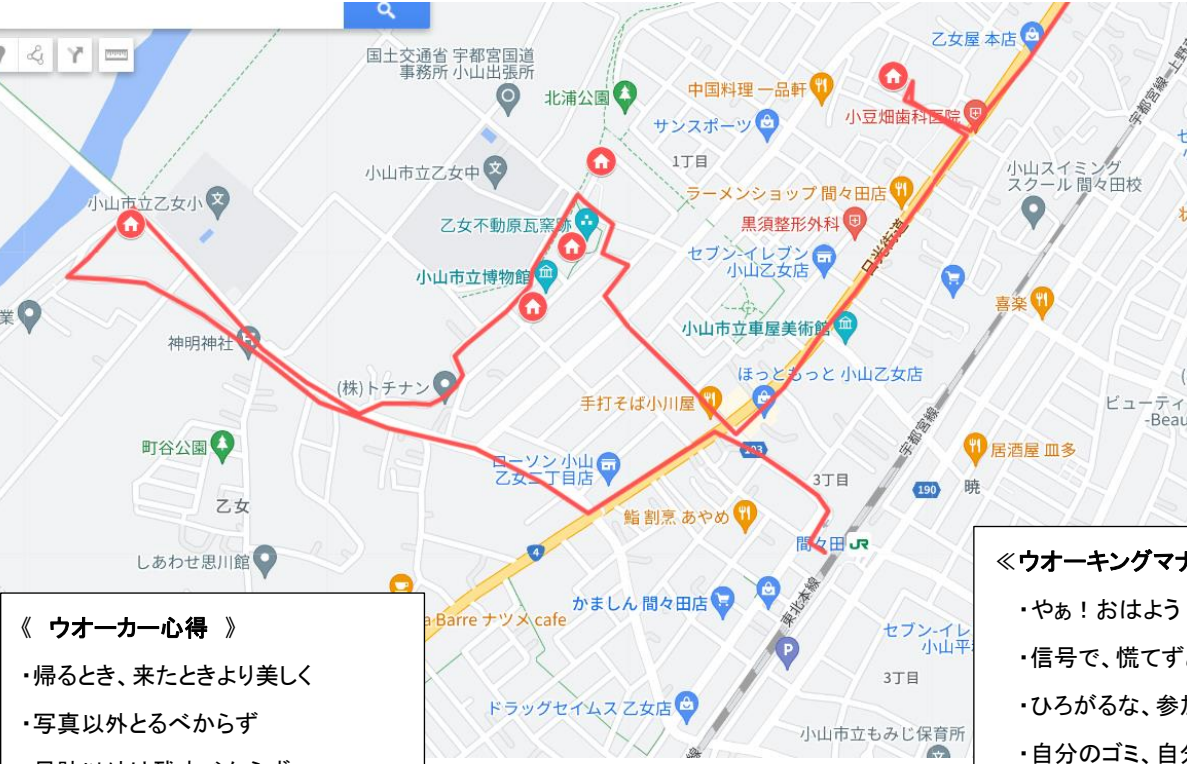 乙女屋 本店
国土交通省 宇都宮国道
事務所 小山出張所
北浦公園
中国料理 一品軒
小豆畑歯科医院
サンスポーツ
1丁目
小山市立乙女中
小山スイミング
スクール 間々田校
小山市立乙女小
ラーメンショップ 間々田店
乙女不動原瓦窯跡
黒須整形外科
日光街道
セブン-イレブン
小山乙女店
小山市立博物館
喜楽
業
神明神社
小山市立車屋美術館
(株)トチナン
ほっともっと 小山乙女店
手打そば小川屋
宇都宮線
ビューティ
-Beau
町谷公園
居酒屋 皿多
ローソン 小山
乙女三丁目店
3丁目
190
暁
乙女
鮨 割烹 あやめ
間々田 JR
4
しあわせ思川館
かましん 間々田店
東北本線
a Barre ナツメ cafe
セブン-イレ
小山平
P
3丁目
ドラッグセイムス 乙女店
小山市立もみじ保育所
《 ウオーカー心得 》
・帰るとき、来たときより美しく
・写真以外とるべからず
≪ウオーキングマナ
・やぁ！おはよう
・信号で、慌てず
・ひろがるな、参加
・自分のゴミ、自分